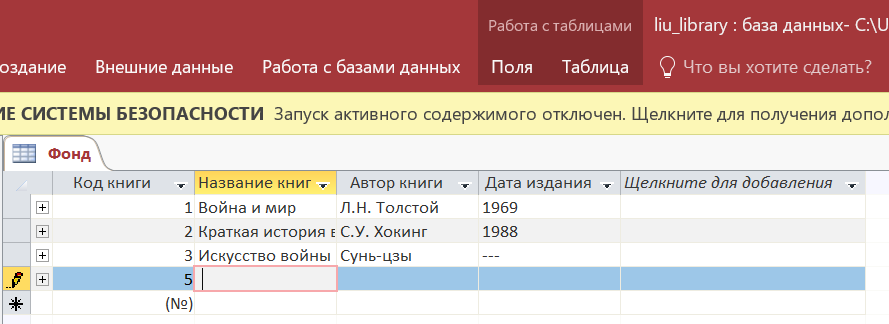 Работа с таблицами
liu_library : база данных- C:\U
оздание Внешние данные Работа с базами данных Поля Таблица Что вы хотите сделать?
ИЕ СИСТЕМЫ БЕЗОПАСНОСТИ Запуск активного содержимого отключен. Щелкните для получения допол
Фонд
Код книги Название книг Автор книги Дата издания Щелкните для добавления
1 Война и мир Л.Н. Толстой 1969
2 Краткая история в С.У. Хокинг 1988
3 Искусство войны Сунь-цзы ---
5
(№)